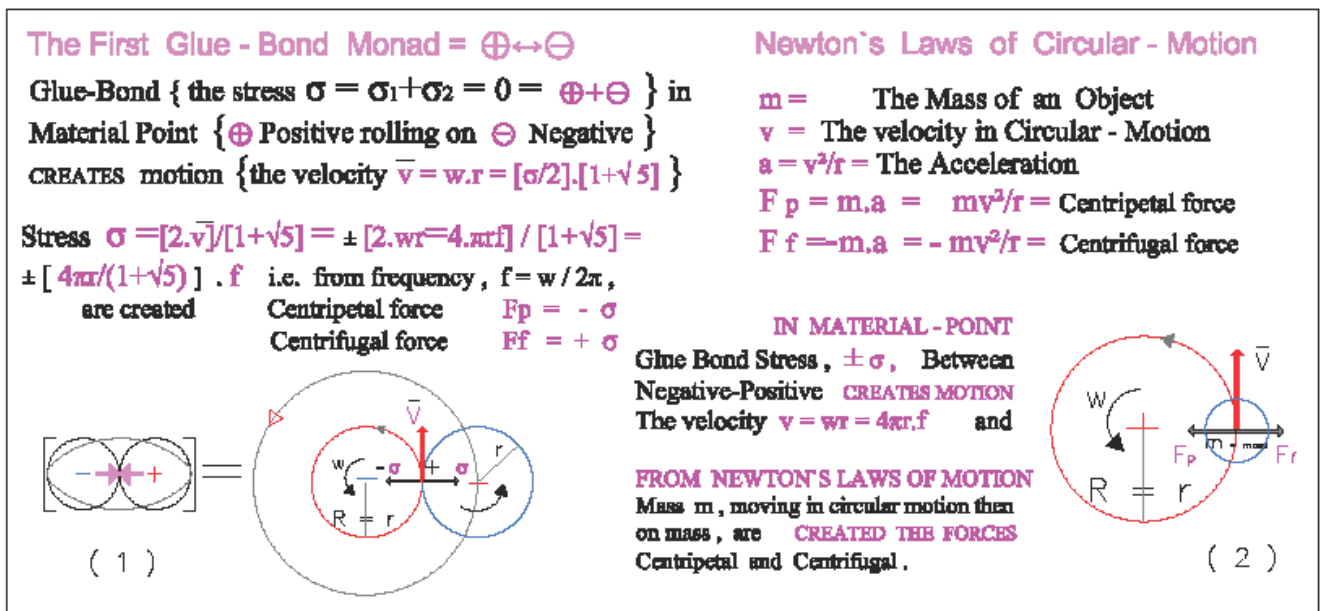 The First Glue - Bond Monad = ⊕↔⊖
Glue-Bond { the stress σ = σ₁+σ₂ = 0 = ⊕+⊖ } in
Material Point {⊕ Positive rolling on ⊖ Negative }
CREATES motion {the velocity v̅ = w.r = [σ/2].[1+√5] }
Stress σ =[2.v̅]/[1+√5] = ± [2.wr=4.πrf] / [1+√5] =
± [ 4πr/(1+√5) ] . f i.e. from frequency , f = w / 2π ,
are created Centripetal force Fp = - σ
Centrifugal force Ff = + σ
Newton`s Laws of Circular - Motion
m = The Mass of an Object
v = The velocity in Circular - Motion
a = v²/r = The Acceleration
F p = m.a = mv²/r = Centripetal force
F f =-m.a = - mv²/r = Centrifugal force
IN MATERIAL - POINT
Glue Bond Stress , ± σ , Between
Negative-Positive CREATES MOTION
The velocity v = wr = 4πr.f and
FROM NEWTON`S LAWS OF MOTION
Mass m , moving in circular motion then
on mass , are CREATED THE FORCES
Centripetal and Centrifugal .
- +
=
V̅
r
w
- σ + σ
- +
R = r
( 1 )
V̅
w
+
m = mass
Fp Ff
R = r
( 2 )